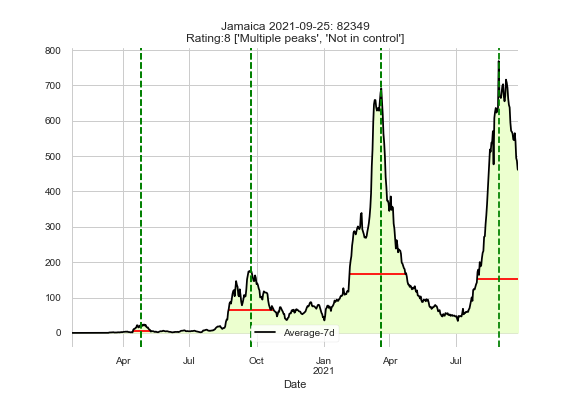 Jamaica 2021-09-25: 82349
Rating:8 ['Multiple peaks', 'Not in control']
800
700
600
500
400
300
200
100
0
Average-7d
Apr
Jul
Oct
Jan
2021
Apr
Jul
Date